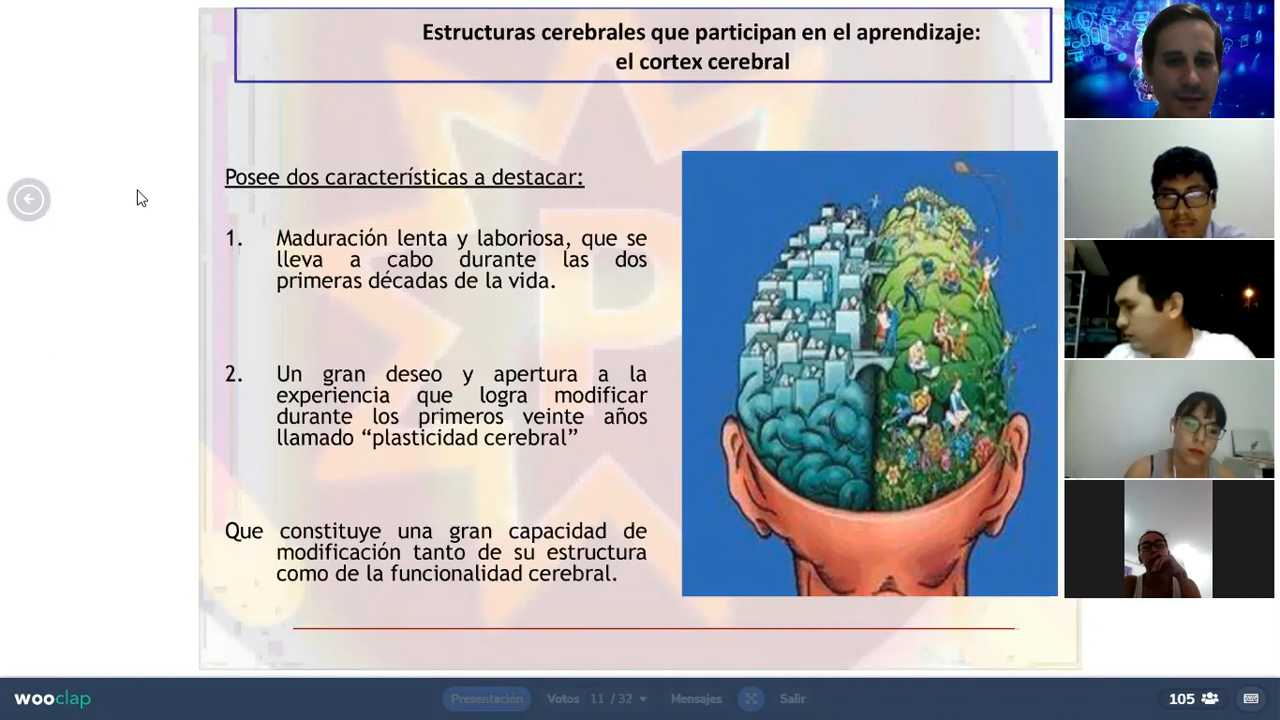 Estructuras cerebrales que participan en el aprendizaje:
el cortex cerebral
Posee dos características a destacar:
1. Maduración lenta y laboriosa, que se
lleva a cabo durante las dos
primeras décadas de la vida.
2. Un gran deseo y apertura a la
experiencia que logra modificar
durante los primeros veinte años
llamado “plasticidad cerebral”
Que constituye una gran capacidad de
modificación tanto de su estructura
como de la funcionalidad cerebral.
wooclap
Presentación Votos 11 / 32 Mensajes Salir
105